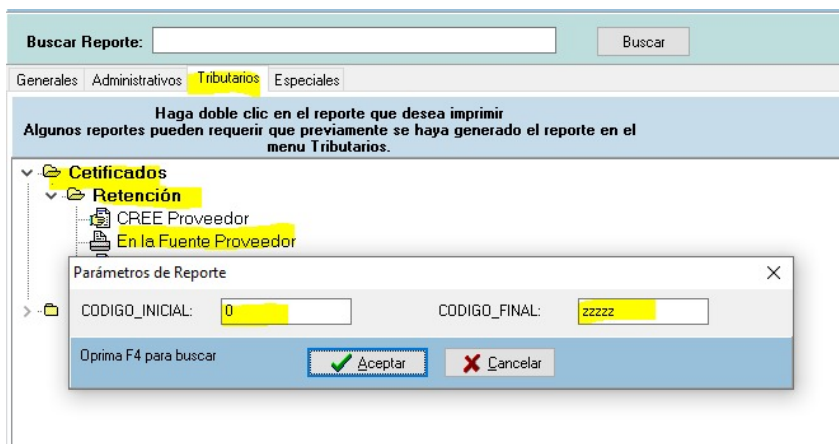 Buscar Reporte: Buscar
Generales Administrativos Tributarios Especiales
Haga doble clic en el reporte que desea imprimir
Algunos reportes pueden requerir que previamente se haya generado el reporte en el
menu Tributarios.
Cetificados
Retención
CREE Proveedor
En la Fuente Proveedor
Parámetros de Reporte
CODIGO_INICIAL: 0 CODIGO_FINAL: zzzzz
Oprima F4 para buscar Aceptar Cancelar